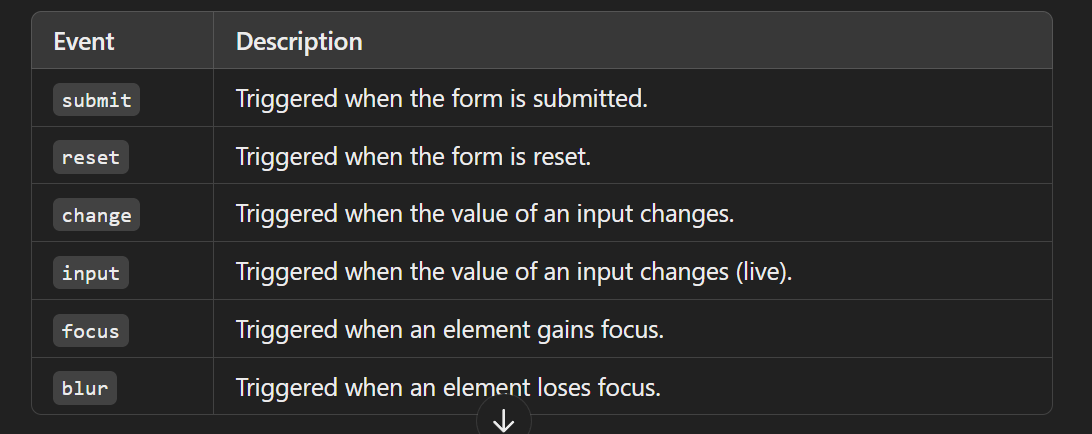 Event Description
submit Triggered when the form is submitted.
reset Triggered when the form is reset.
change Triggered when the value of an input changes.
input Triggered when the value of an input changes (live).
focus Triggered when an element gains focus.
blur Triggered when an element loses focus.